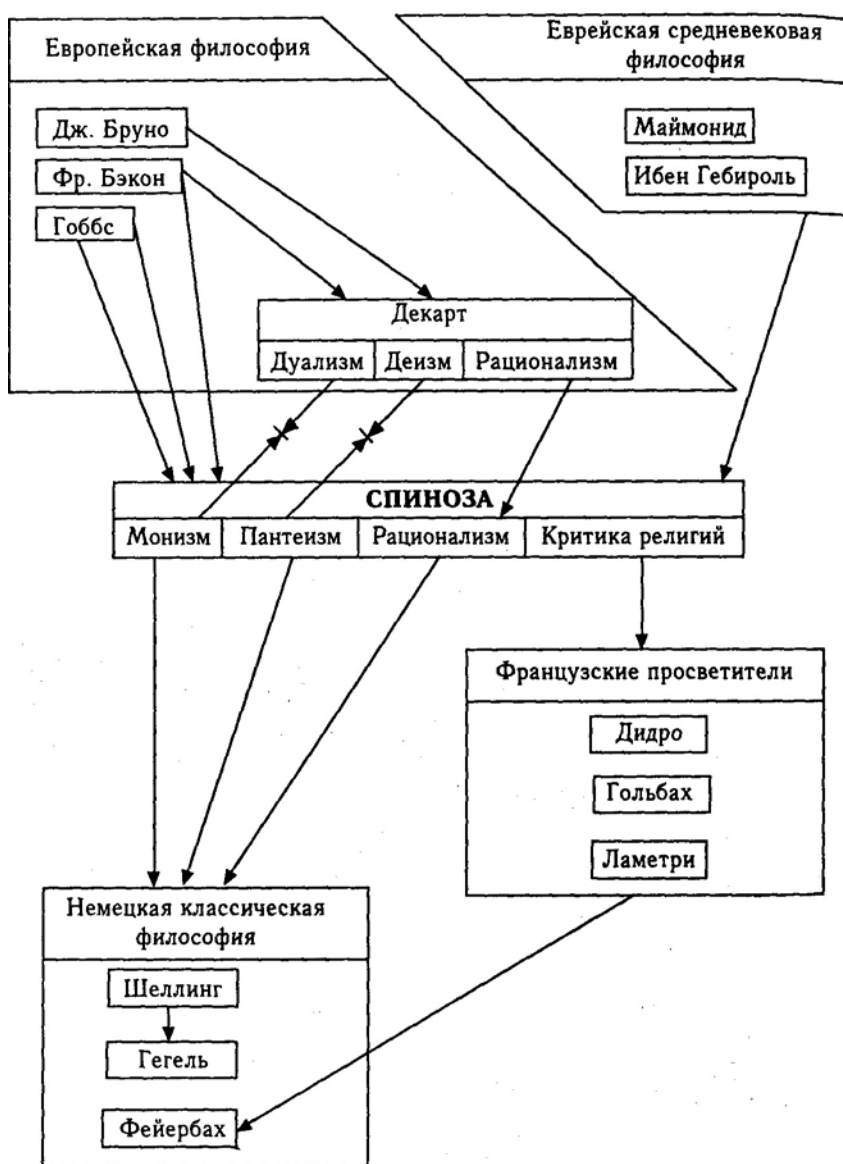 Европейская философия
Еврейская средневековая
философия
Дж. Бруно
Фр. Бэкон
Гоббс
Маймонид
Ибен Гебироль
Декарт
Дуализм Деизм Рационализм
СПИНОЗА
Монизм Пантеизм Рационализм Критика религий
Французские просветители
Дидро
Гольбах
Ламетри
Немецкая классическая
философия
Шеллинг
Гегель
Фейербах